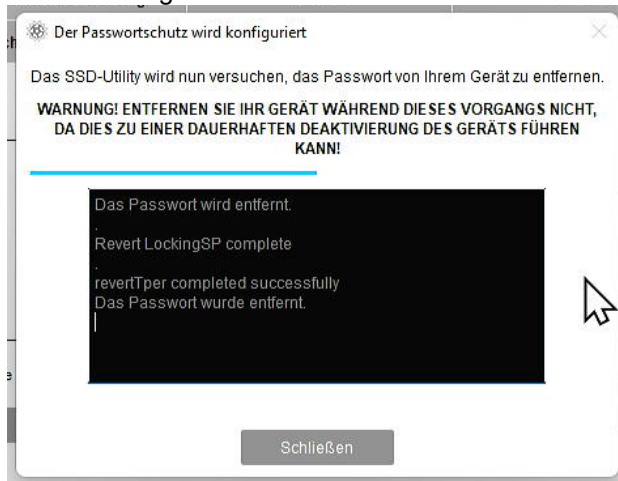 Der Passwortschutz wird konfiguriert
Das SSD-Utility wird nun versuchen, das Passwort von Ihrem Gerät zu entfernen.
WARNUNG! ENTFERNEN SIE IHR GERÄT WÄHREND DIESES VORGANGS NICHT,
DA DIES ZU EINER DAUERHAFTEN DEAKTIVIERUNG DES GERÄTS FÜHREN
KANN!
Das Passwort wird entfernt.
.
Revert LockingSP complete
.
revertTper completed successfully
Das Passwort wurde entfernt.
Schließen